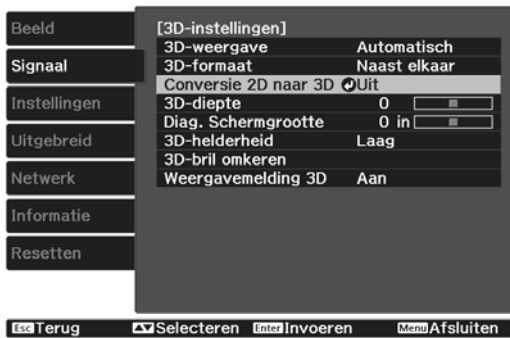 Beeld
Signaal
Instellingen
Uitgebreid
Netwerk
Informatie
Resetten
[3D-instellingen]
3D-weergave Automatisch
3D-formaat Naast elkaar
Conversie 2D naar 3D Uit
3D-diepte 0
Diag. Schermgrootte 0 in
3D-helderheid Laag
3D-bril omkeren
Weergavemelding 3D Aan
Esc Terug Selecteren Enter Invoeren Menu Afsluiten